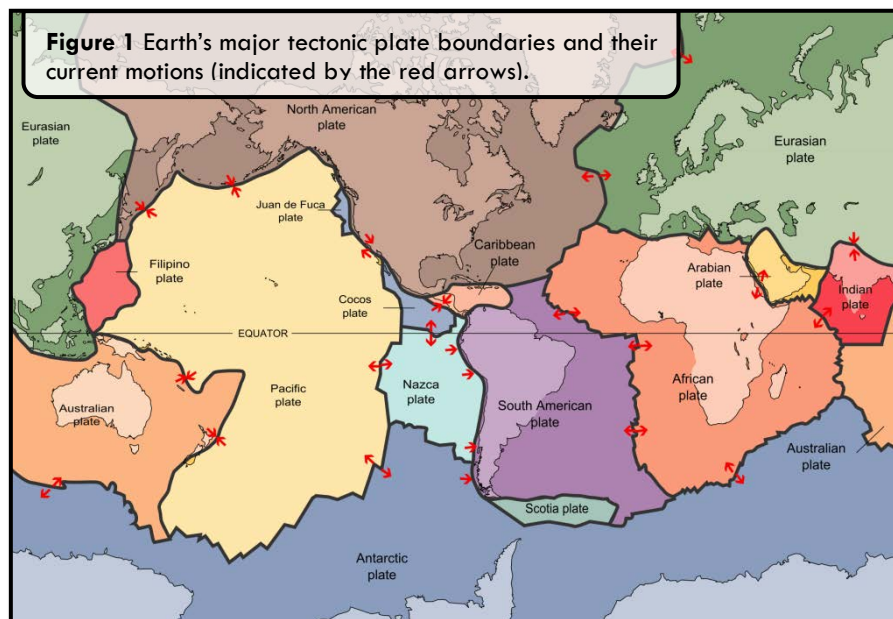 Figure 1 Earth's major tectonic plate boundaries and their
current motions (indicated by the red arrows).
North American
plate
Eurasian
plate
Eurasian
plate
Juan de Fuca
plate
Caribbean
plate
Filipino
plate
Arabian
plate
Indian
plate
Cocos
plate
EQUATOR
Nazca
plate
African
plate
Pacific
plate
South American
plate
Australian
plate
Australian
plate
Scotia plate
Antarctic
plate